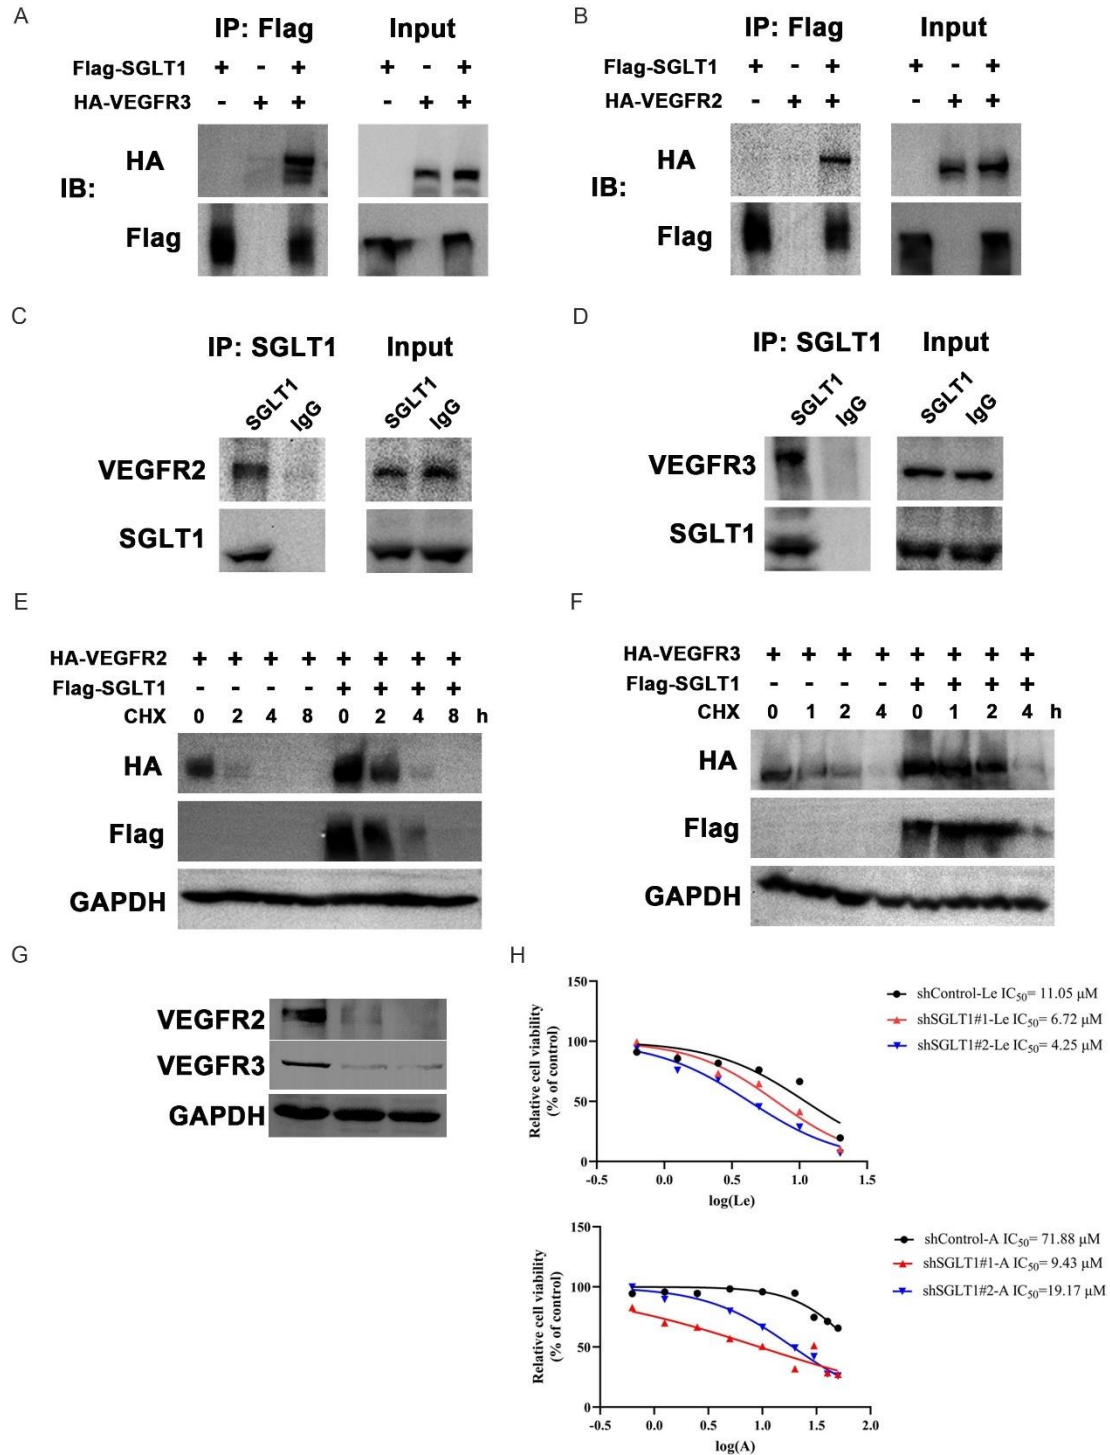 A
IP: Flag Input
Flag-SGLT1 + - + + - +
HA-VEGFR3 - + + - + +
HA
IB:
Flag
B
IP: Flag Input
Flag-SGLT1 + - + + - +
HA-VEGFR2 - + + - + +
HA
IB:
Flag
C
IP: SGLT1 Input
SGLT1 IgG SGLT1 IgG
VEGFR2
SGLT1
D
IP: SGLT1 Input
SGLT1 IgG SGLT1 IgG
VEGFR3
SGLT1
E
HA-VEGFR2 + + + + + + + +
Flag-SGLT1 - - - - + + + +
CHX 0 2 4 8 0 2 4 8 h
HA
Flag
GAPDH
F
HA-VEGFR3 + + + + + + + +
Flag-SGLT1 - - - - + + + +
CHX 0 1 2 4 0 1 2 4 h
HA
Flag
GAPDH
G
VEGFR2
VEGFR3
GAPDH
H
Relative cell viability
(% of control)
150
100
50
0
-0.5 0.0 0.5 1.0 1.5
log(Le)
shControl-Le IC50= 11.05 μM
shSGLT1#1-Le IC50= 6.72 μM
shSGLT1#2-Le IC50= 4.25 μM
Relative cell viability
(% of control)
150
100
50
0
-0.5 0.0 0.5 1.0 1.5 2.0
log(A)
shControl-A IC50= 71.88 μM
shSGLT1#1-A IC50= 9.43 μM
shSGLT1#2-A IC50=19.17 μM